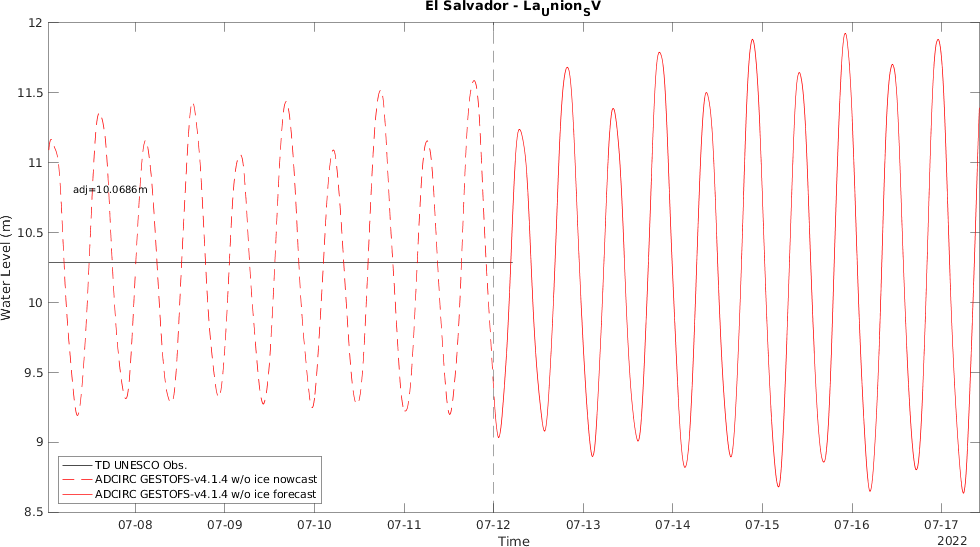 El Salvador - LaUnionSV
12
11.5
11
10.5
10
9.5
9
8.5
Water Level (m)
adj=10.0686m
TD UNESCO Obs.
ADCIRC GESTOFS-v4.1.4 w/o ice nowcast
ADCIRC GESTOFS-v4.1.4 w/o ice forecast
07-08 07-09 07-10 07-11 07-12 07-13 07-14 07-15 07-16 07-17
Time
2022